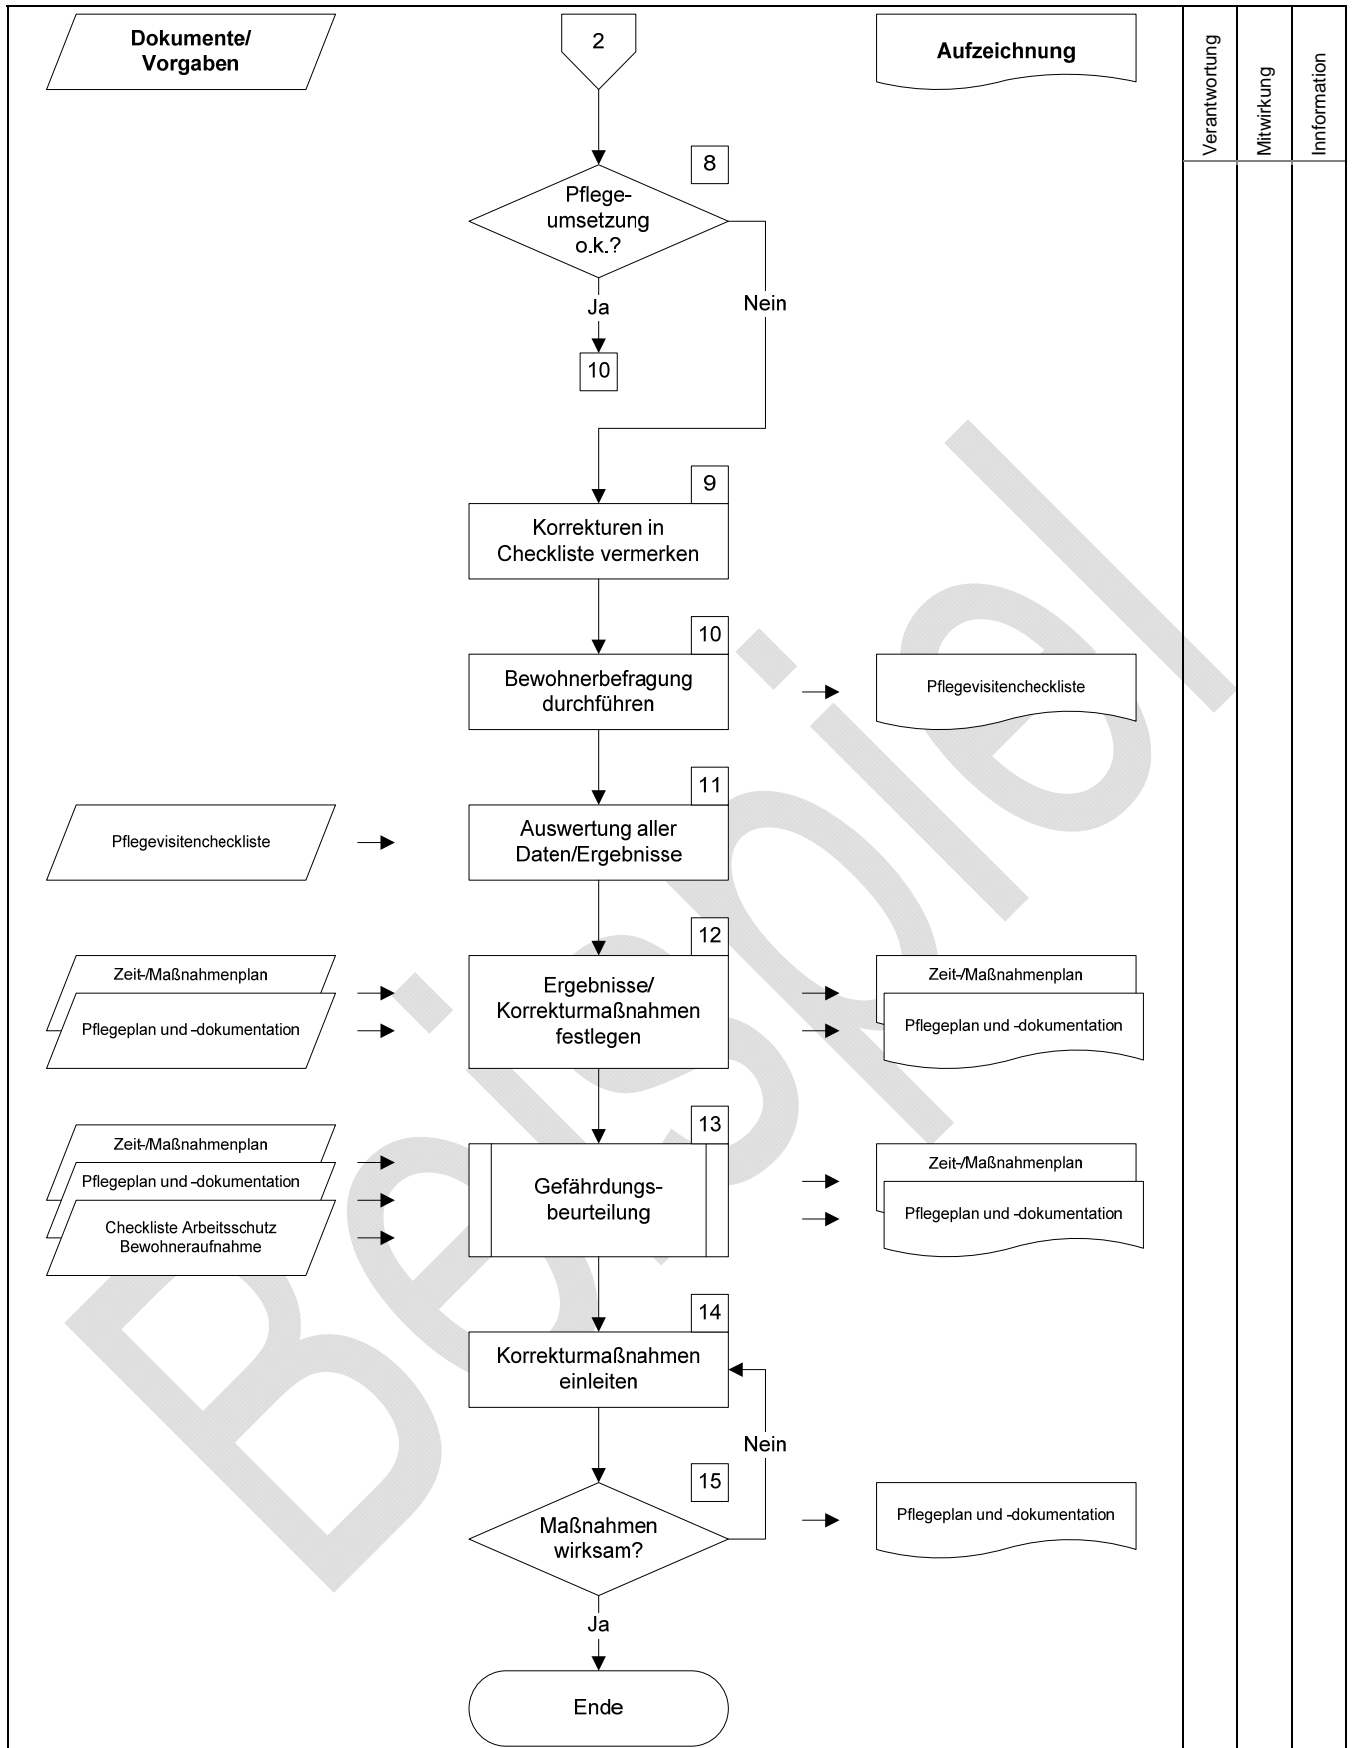 Dokumente/
Vorgaben
2
Aufzeichnung
Verantwortung
Mitwirkung
Innformation
8
Pflege-
umsetzung
o.k.?
Ja
Nein
10
9
Korrekturen in
Checkliste vermerken
10
Bewohnerbefragung
durchführen
Pflegevisitencheckliste
11
Pflegevisitencheckliste
Auswertung aller
Daten/Ergebnisse
12
Zeit-/Maßnahmenplan
Pflegeplan und -dokumentation
Ergebnisse/
Korrekturmaßnahmen
festlegen
Zeit-/Maßnahmenplan
Pflegeplan und -dokumentation
13
Zeit-/Maßnahmenplan
Pflegeplan und -dokumentation
Checkliste Arbeitsschutz
Bewohneraufnahme
Gefährdungs-
beurteilung
Zeit-/Maßnahmenplan
Pflegeplan und -dokumentation
14
Korrekturmaßnahmen
einleiten
Nein
15
Maßnahmen
wirksam?
Pflegeplan und -dokumentation
Ja
Ende
Beispiel